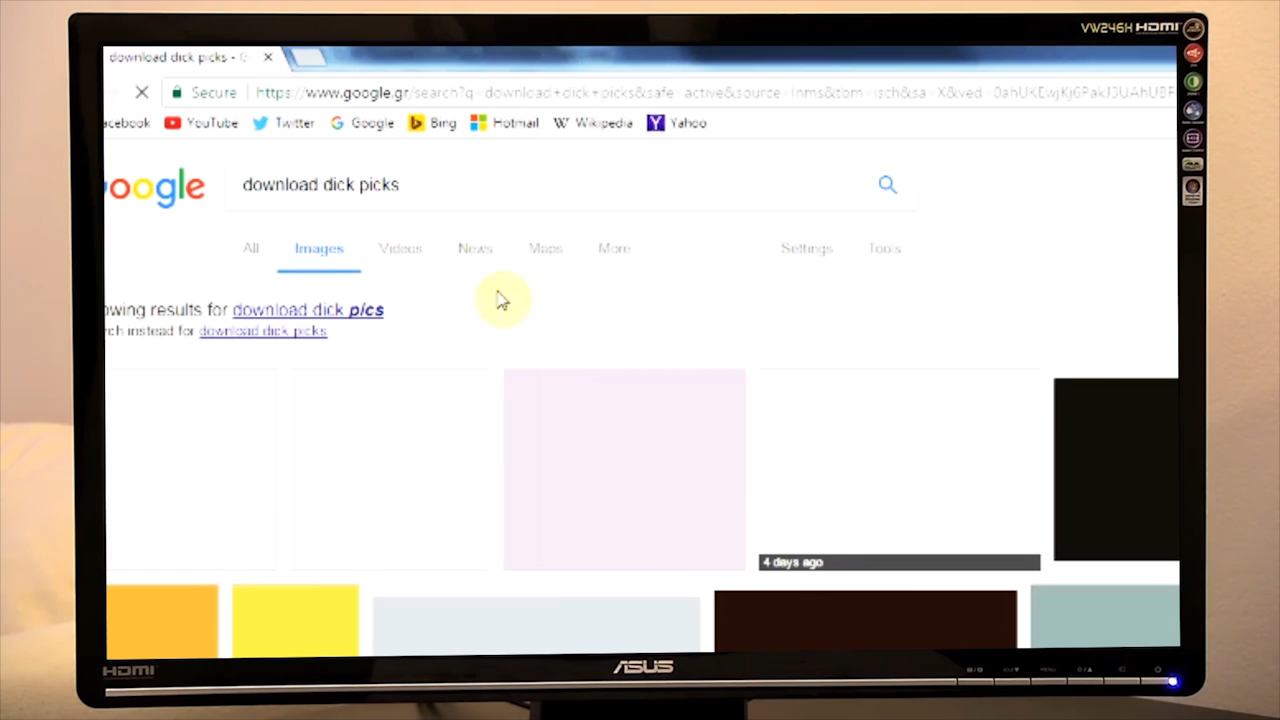 VW246H HDMI
download dick picks - G
Secure https://www.google.gr/search?q=download+dick+picks&safe=active&source=lnms&tbm=isch&sa=X&ved=
acebook YouTube Twitter Google Bing Hotmail Wikipedia Yahoo
oogle download dick picks
All Images Videos News Maps More Settings Tools
owing results for download dick pics
rch instead for download dick picks
4 days ago
HDMI ASUS MENU